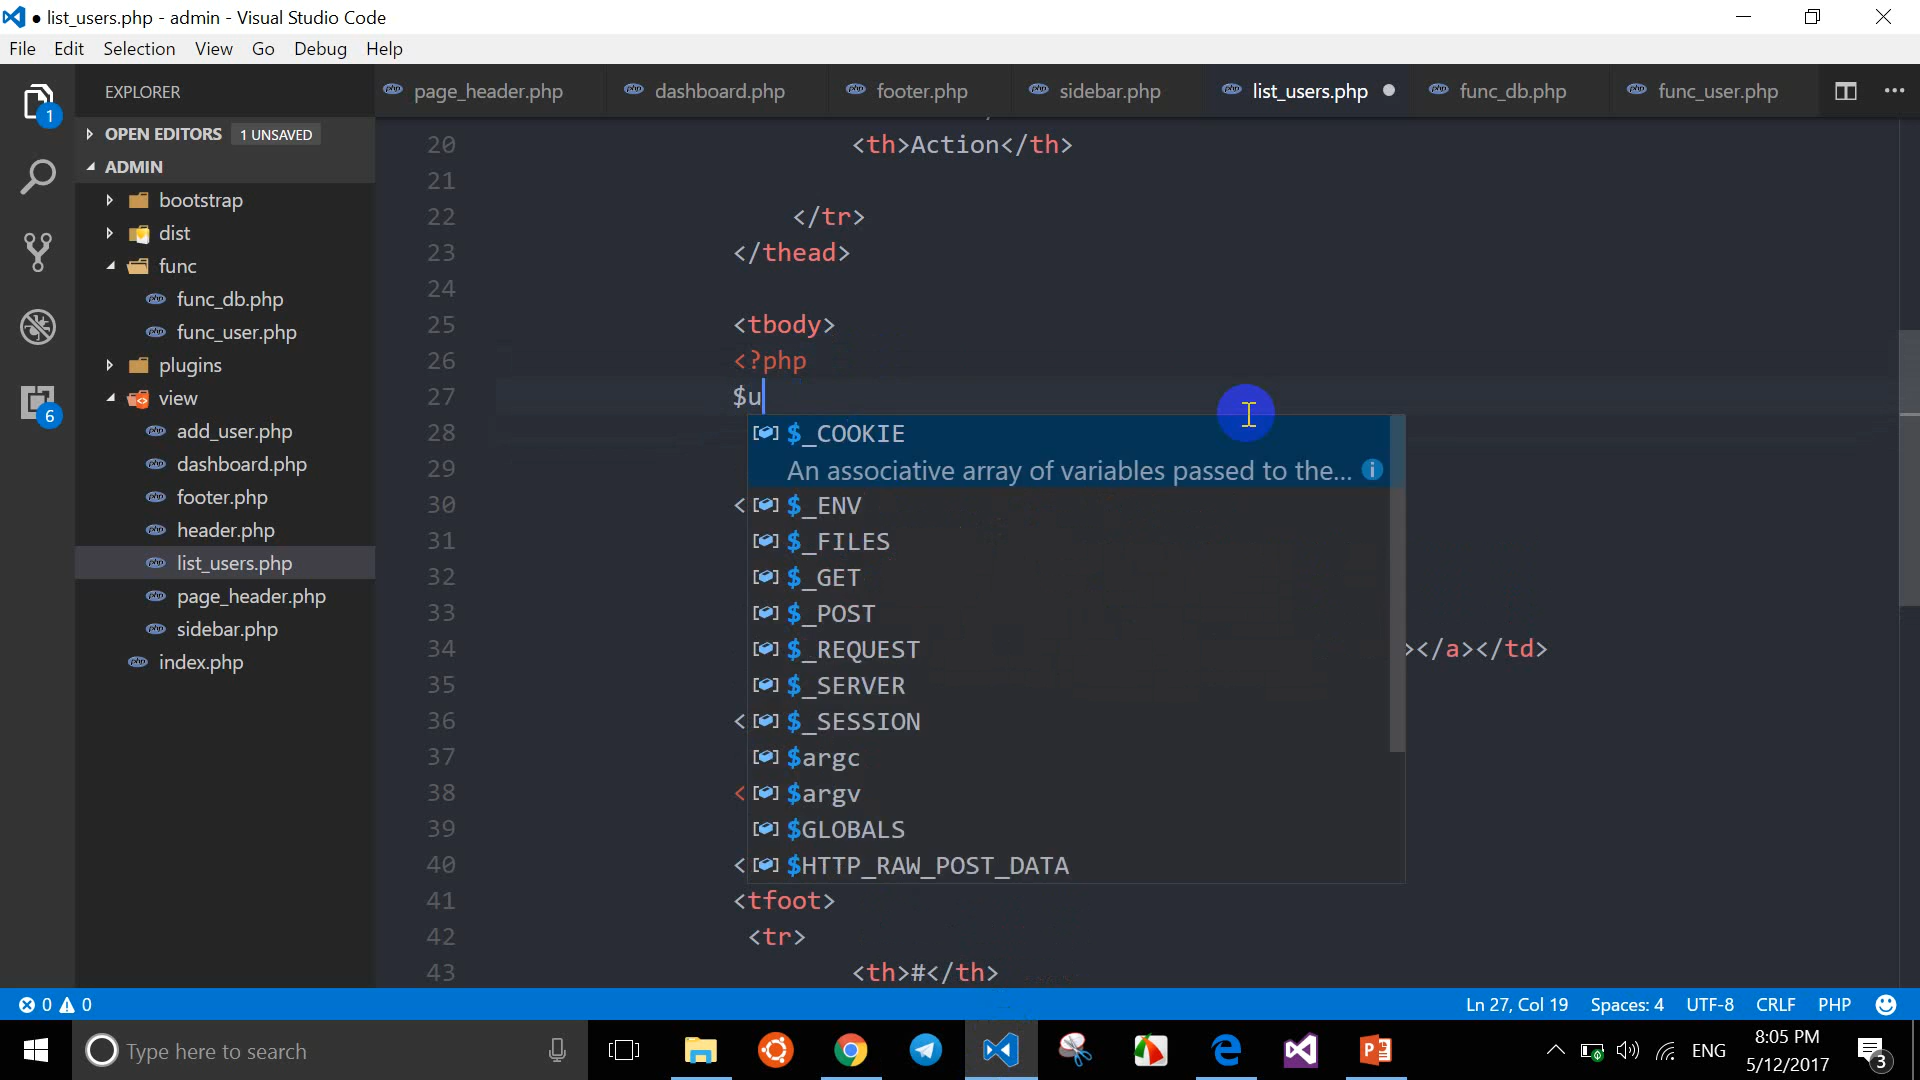 ● list_users.php - admin - Visual Studio Code
File Edit Selection View Go Debug Help
EXPLORER
page_header.php dashboard.php footer.php sidebar.php list_users.php func_db.php func_user.php
OPEN EDITORS 1 UNSAVED
ADMIN
bootstrap
dist
func
func_db.php
func_user.php
plugins
view
add_user.php
dashboard.php
footer.php
header.php
list_users.php
page_header.php
sidebar.php
index.php
1
6
20 <th>Action</th>
21
22 </tr>
23 </thead>
24
25 <tbody>
26 <?php
27 $u
28 $_COOKIE
29 An associative array of variables passed to the...
30 < $_ENV
31 $_FILES
32 $_GET
33 $_POST
34 $_REQUEST ></a></td>
35 $_SERVER
36 < $_SESSION
37 $argc
38 < $argv
39 $GLOBALS
40 < $HTTP_RAW_POST_DATA
41 <tfoot>
42 <tr>
43 <th>#</th>
0 0 Ln 27, Col 19 Spaces: 4 UTF-8 CRLF PHP
Type here to search
ENG
8:05 PM
5/12/2017
3